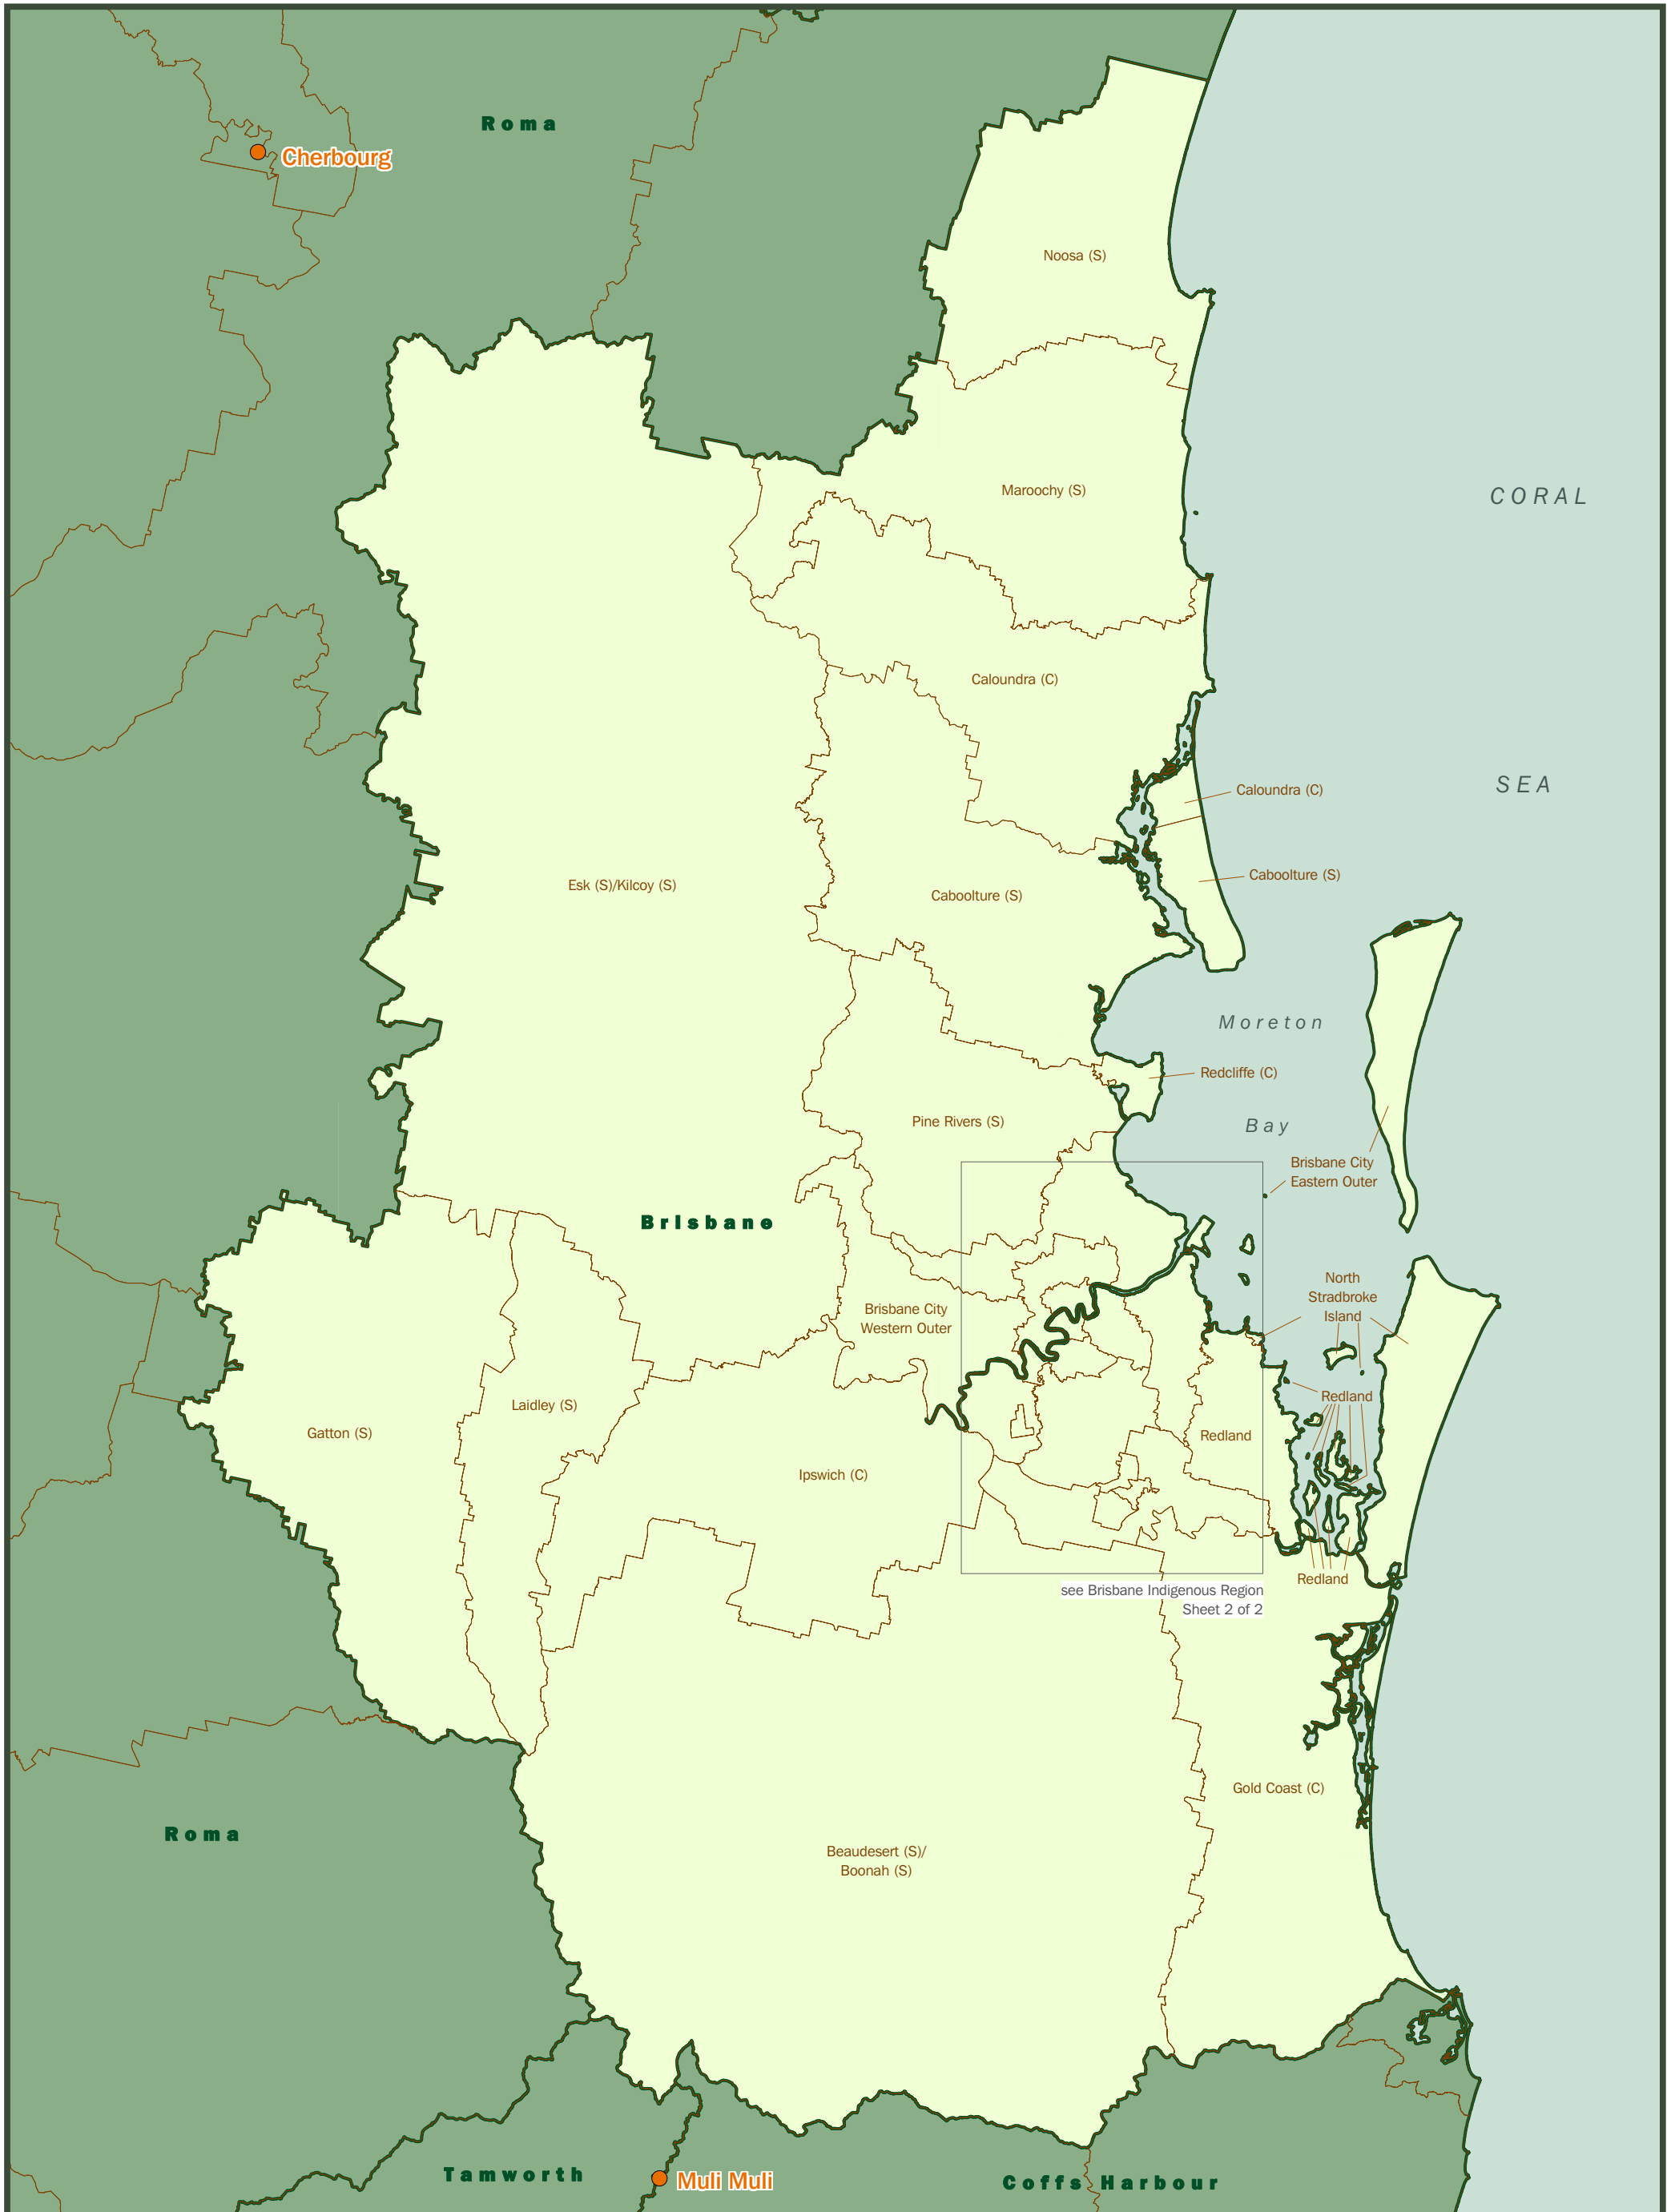 Roma
Cherbourg
Noosa (S)
CORAL
Maroochy (S)
Caloundra (C)
SEA
Caloundra (C)
Caboolture (S)
Esk (S)/Kilcoy (S)
Caboolture (S)
Moreton
Redcliffe (C)
Pine Rivers (S)
Bay
Brisbane City
Eastern Outer
Brisbane
North
Stradbroke
Island
Brisbane City
Western Outer
Redland
Laidley (S)
Gatton (S)
Redland
Ipswich (C)
Redland
see Brisbane Indigenous Region
Sheet 2 of 2
Gold Coast (C)
Roma
Beaudesert (S)/
Boonah (S)
Tamworth
Muli Muli
Coffs Harbour